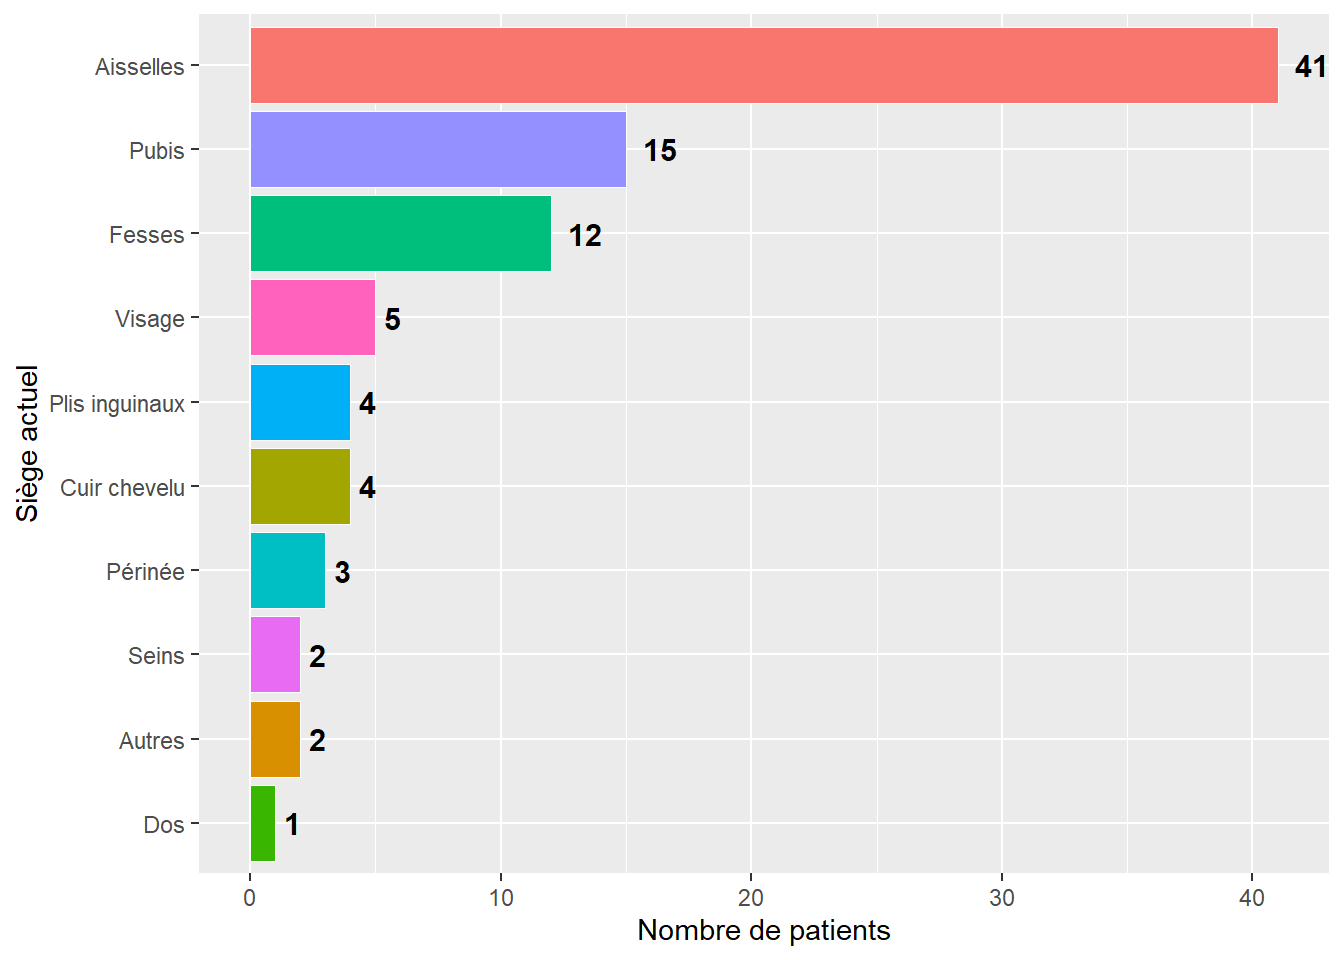 Siège actuel
Aisselles 41
Pubis 15
Fesses 12
Visage 5
Plis inguinaux 4
Cuir chevelu 4
Périnée 3
Seins 2
Autres 2
Dos 1
0 10 20 30 40
Nombre de patients